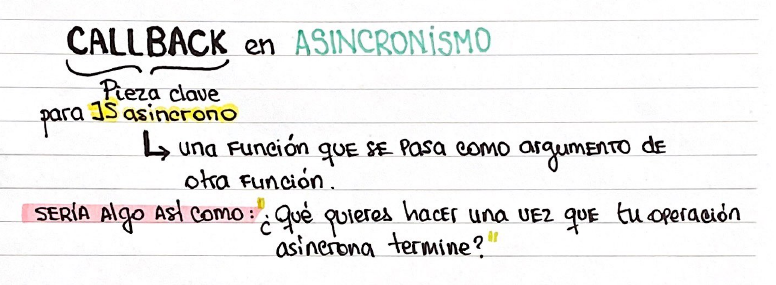 CALLBACK en ASINCRONISMO
Pieza clave
para JS asincrono
↳ una función que se pasa como argumento de
otra función.
SERÍA Algo Así como: "¿Qué quieres hacer una vez que tu operación
asincrona termine?"